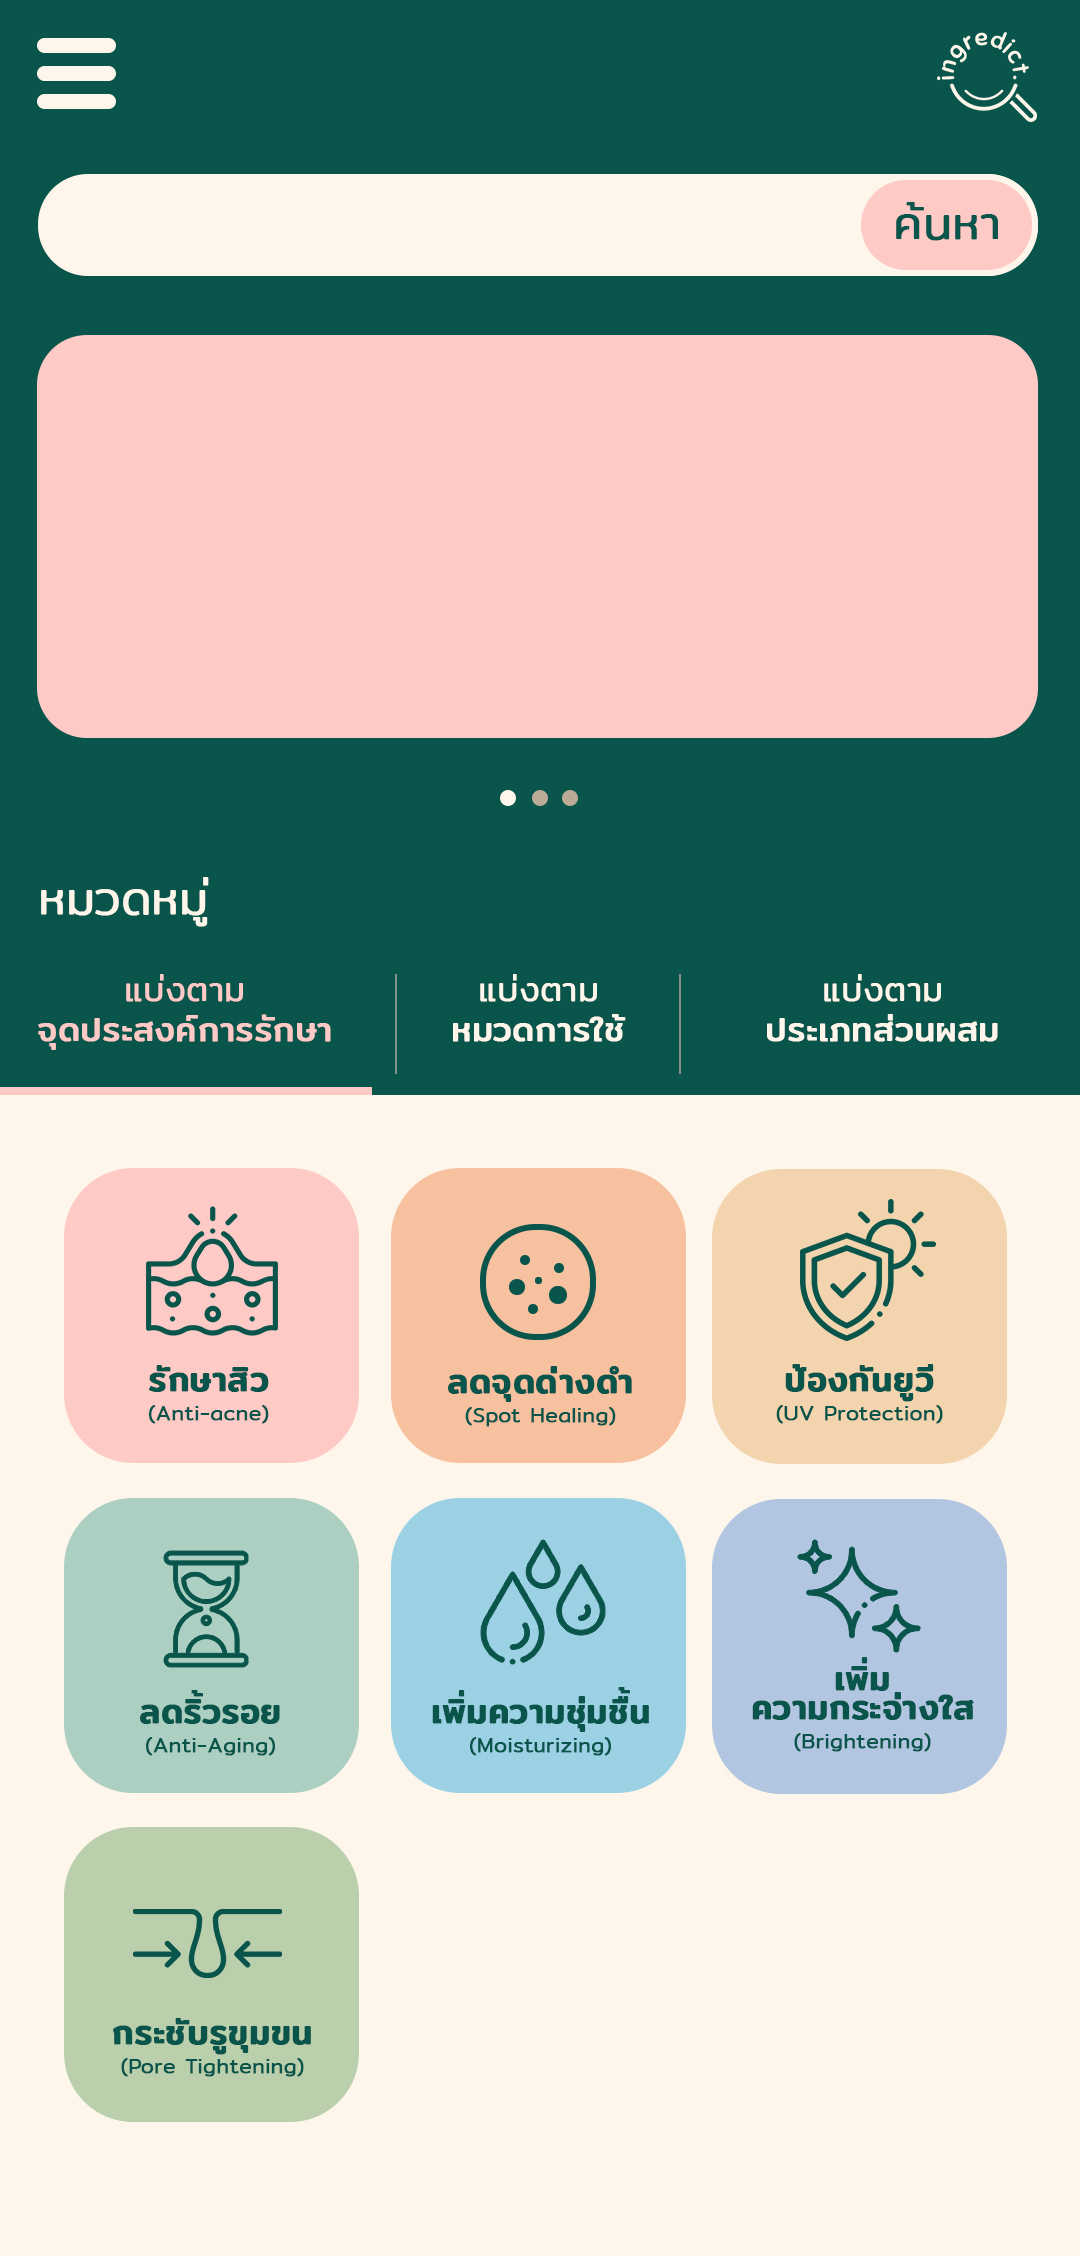 ingredict.
ค้นหา
หมวดหมู่
แบ่งตาม
จุดประสงค์การรักษา
แบ่งตาม
หมวดการใช้
แบ่งตาม
ประเภทส่วนผสม
รักษาสิว
(Anti-acne)
ลดจุดด่างดำ
(Spot Healing)
ป้องกันยูวี
(UV Protection)
ลดริ้วรอย
(Anti-Aging)
เพิ่มความชุ่มชื้น
(Moisturizing)
เพิ่ม
ความกระจ่างใส
(Brightening)
กระชับรูขุมขน
(Pore Tightening)